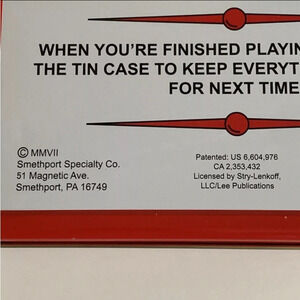 WHEN YOU'RE FINISHED PLAYIN
THE TIN CASE TO KEEP EVERYT
FOR NEXT TIME
© MMVII
Smethport Specialty Co.
51 Magnetic Ave.
Smethport, PA 16749
Patented: US 6,604,976
CA 2,353,432
Licensed by Stry-Lenkoff,
LLC/Lee Publications